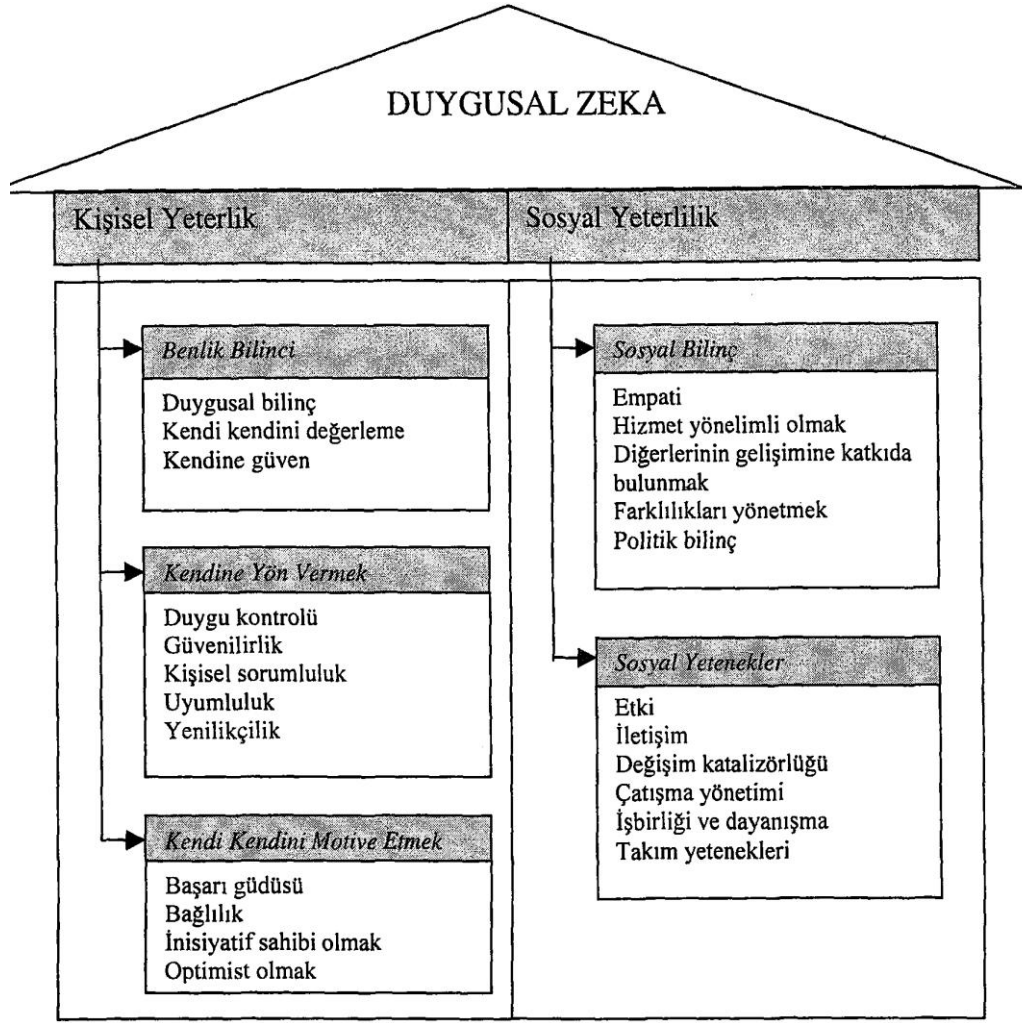 DUYGUSAL ZEKA
Kişisel Yeterlik
Benlik Bilinci
Duygusal bilinç
Kendi kendini değerleme
Kendine güven
Kendine Yön Vermek
Duygu kontrolü
Güvenilirlik
Kişisel sorumluluk
Uyumluluk
Yenilikçilik
Kendi Kendini Motive Etmek
Başarı güdüsü
Bağlılık
İnisiyatif sahibi olmak
Optimist olmak
Sosyal Yeterlilik
Sosyal Bilinç
Empati
Hizmet yönelimli olmak
Diğerlerinin gelişimine katkıda
bulunmak
Farklılıkları yönetmek
Politik bilinç
Sosyal Yetenekler
Etki
İletişim
Değişim katalizörlüğü
Çatışma yönetimi
İşbirliği ve dayanışma
Takım yetenekleri